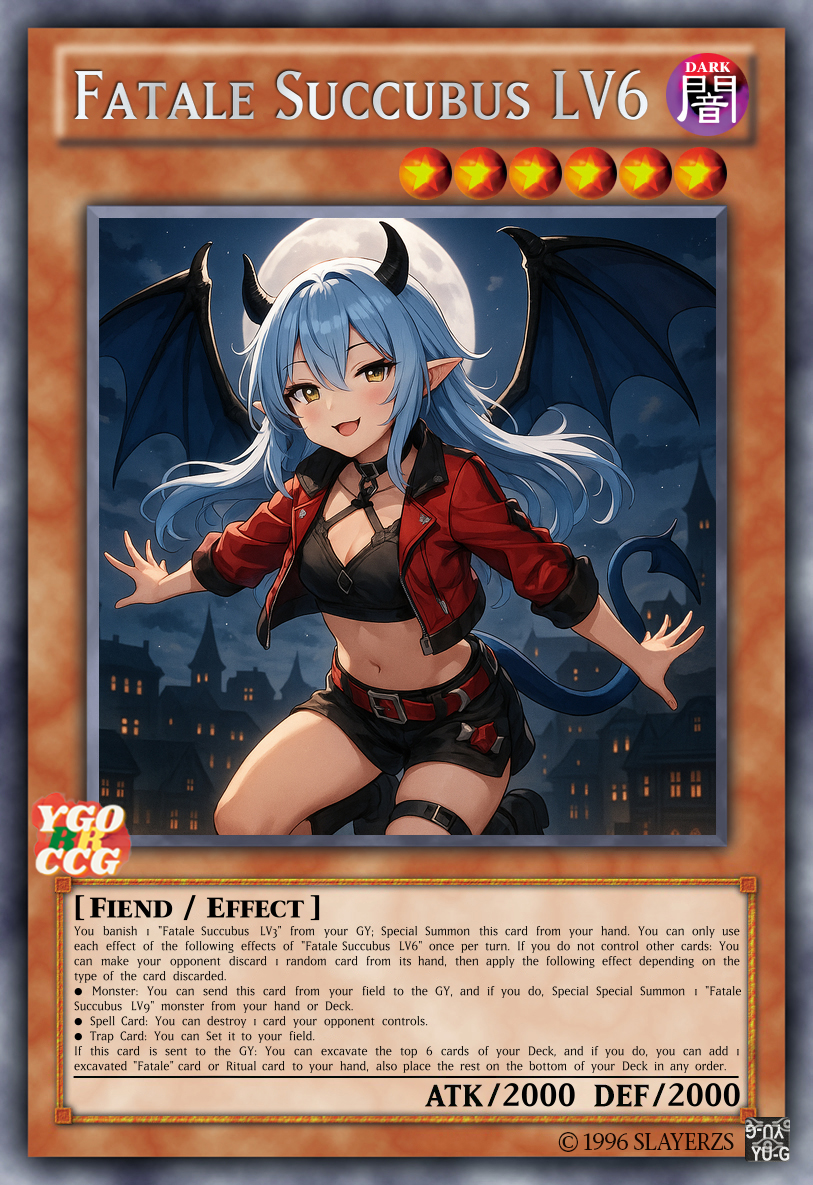 Fatale Succubus LV6
DARK
闇
YGO
RR
CCG
[ Fiend / Effect ]
You banish 1 "Fatale Succubus LV3" from your GY; Special Summon this card from your hand. You can only use
each effect of the following effects of "Fatale Succubus LV6" once per turn. If you do not control other cards: You
can make your opponent discard 1 random card from its hand, then apply the following effect depending on the
type of the card discarded.
● Monster: You can send this card from your field to the GY, and if you do, Special Special Summon 1 "Fatale
Succubus LV9" monster from your hand or Deck.
● Spell Card: You can destroy 1 card your opponent controls.
● Trap Card: You can Set it to your field.
If this card is sent to the GY: You can excavate the top 6 cards of your Deck, and if you do, you can add 1
excavated "Fatale" card or Ritual card to your hand, also place the rest on the bottom of your Deck in any order.
ATK/2000 DEF/2000
© 1996 SLAYERZS
YU-G